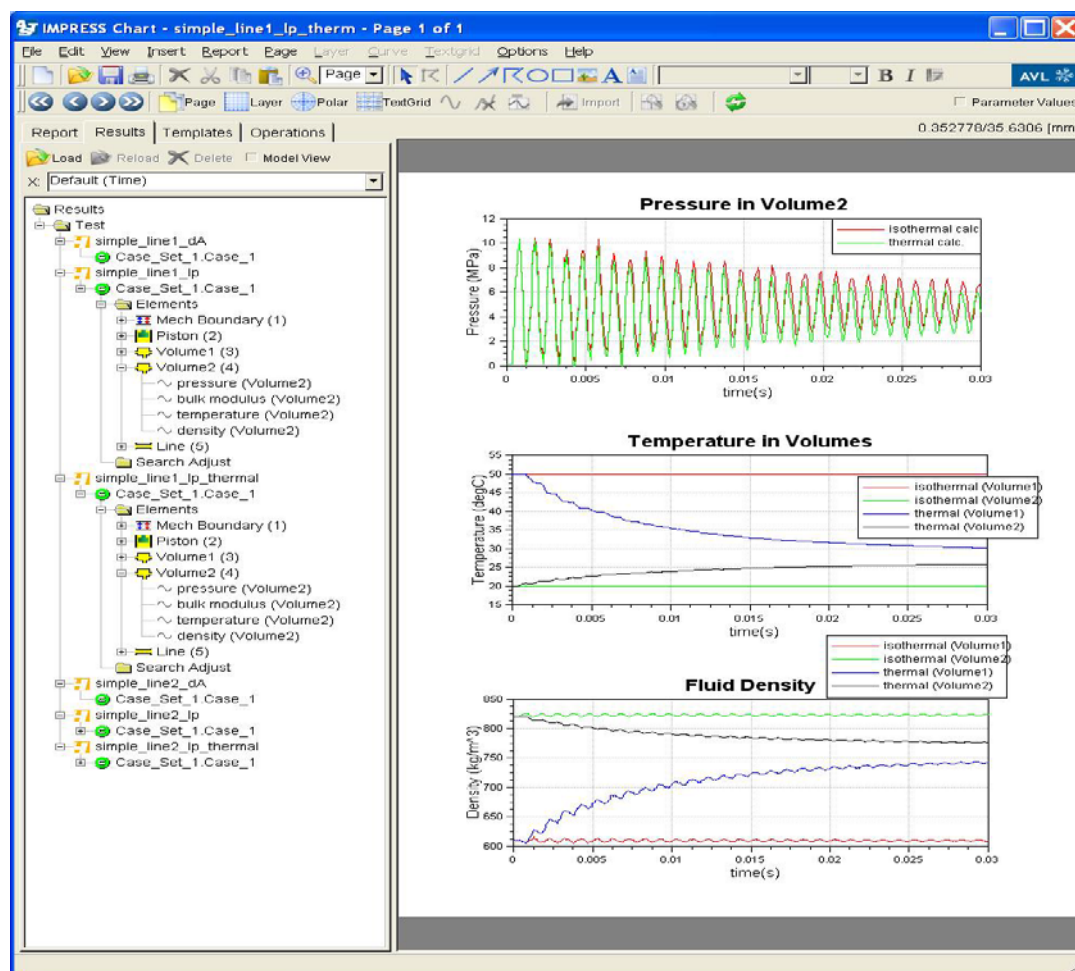 IMPRESS Chart - simple_line1_lp_therm - Page 1 of 1
File Edit View Insert Report Page Layer Curve Textgrid Options Help
Page B I AVL
Page Layer Polar TextGrid Import Parameter Values
Report Results Templates Operations 0.352778/35.6306 [mm
Load Reload Delete Model View
X: Default (Time)
Results
Test
simple_line1_dA
Case_Set_1.Case_1
simple_line1_lp
Case_Set_1.Case_1
Elements
Mech Boundary (1)
Piston (2)
Volume1 (3)
Volume2 (4)
pressure (Volume2)
bulk modulus (Volume2)
temperature (Volume2)
density (Volume2)
Line (5)
Search Adjust
simple_line1_lp_thermal
Case_Set_1.Case_1
Elements
Mech Boundary (1)
Piston (2)
Volume1 (3)
Volume2 (4)
pressure (Volume2)
bulk modulus (Volume2)
temperature (Volume2)
density (Volume2)
Line (5)
Search Adjust
simple_line2_dA
Case_Set_1.Case_1
simple_line2_lp
Case_Set_1.Case_1
simple_line2_lp_thermal
Case_Set_1.Case_1
Pressure in Volume2
isothermal calc
thermal calc.
Pressure (MPa)
12
10
8
6
4
2
0
0 0.005 0.01 0.015 0.02 0.025 0.03
time(s)
Temperature in Volumes
isothermal (Volume1)
isothermal (Volume2)
thermal (Volume1)
thermal (Volume2)
Temperature (degC)
55
50
45
40
35
30
25
20
15
0 0.005 0.01 0.015 0.02 0.025 0.03
time(s)
isothermal (Volume1)
isothermal (Volume2)
thermal (Volume1)
thermal (Volume2)
Fluid Density
Density (kg/m^3)
850
800
750
700
650
600
0 0.005 0.01 0.015 0.02 0.025 0.03
time(s)